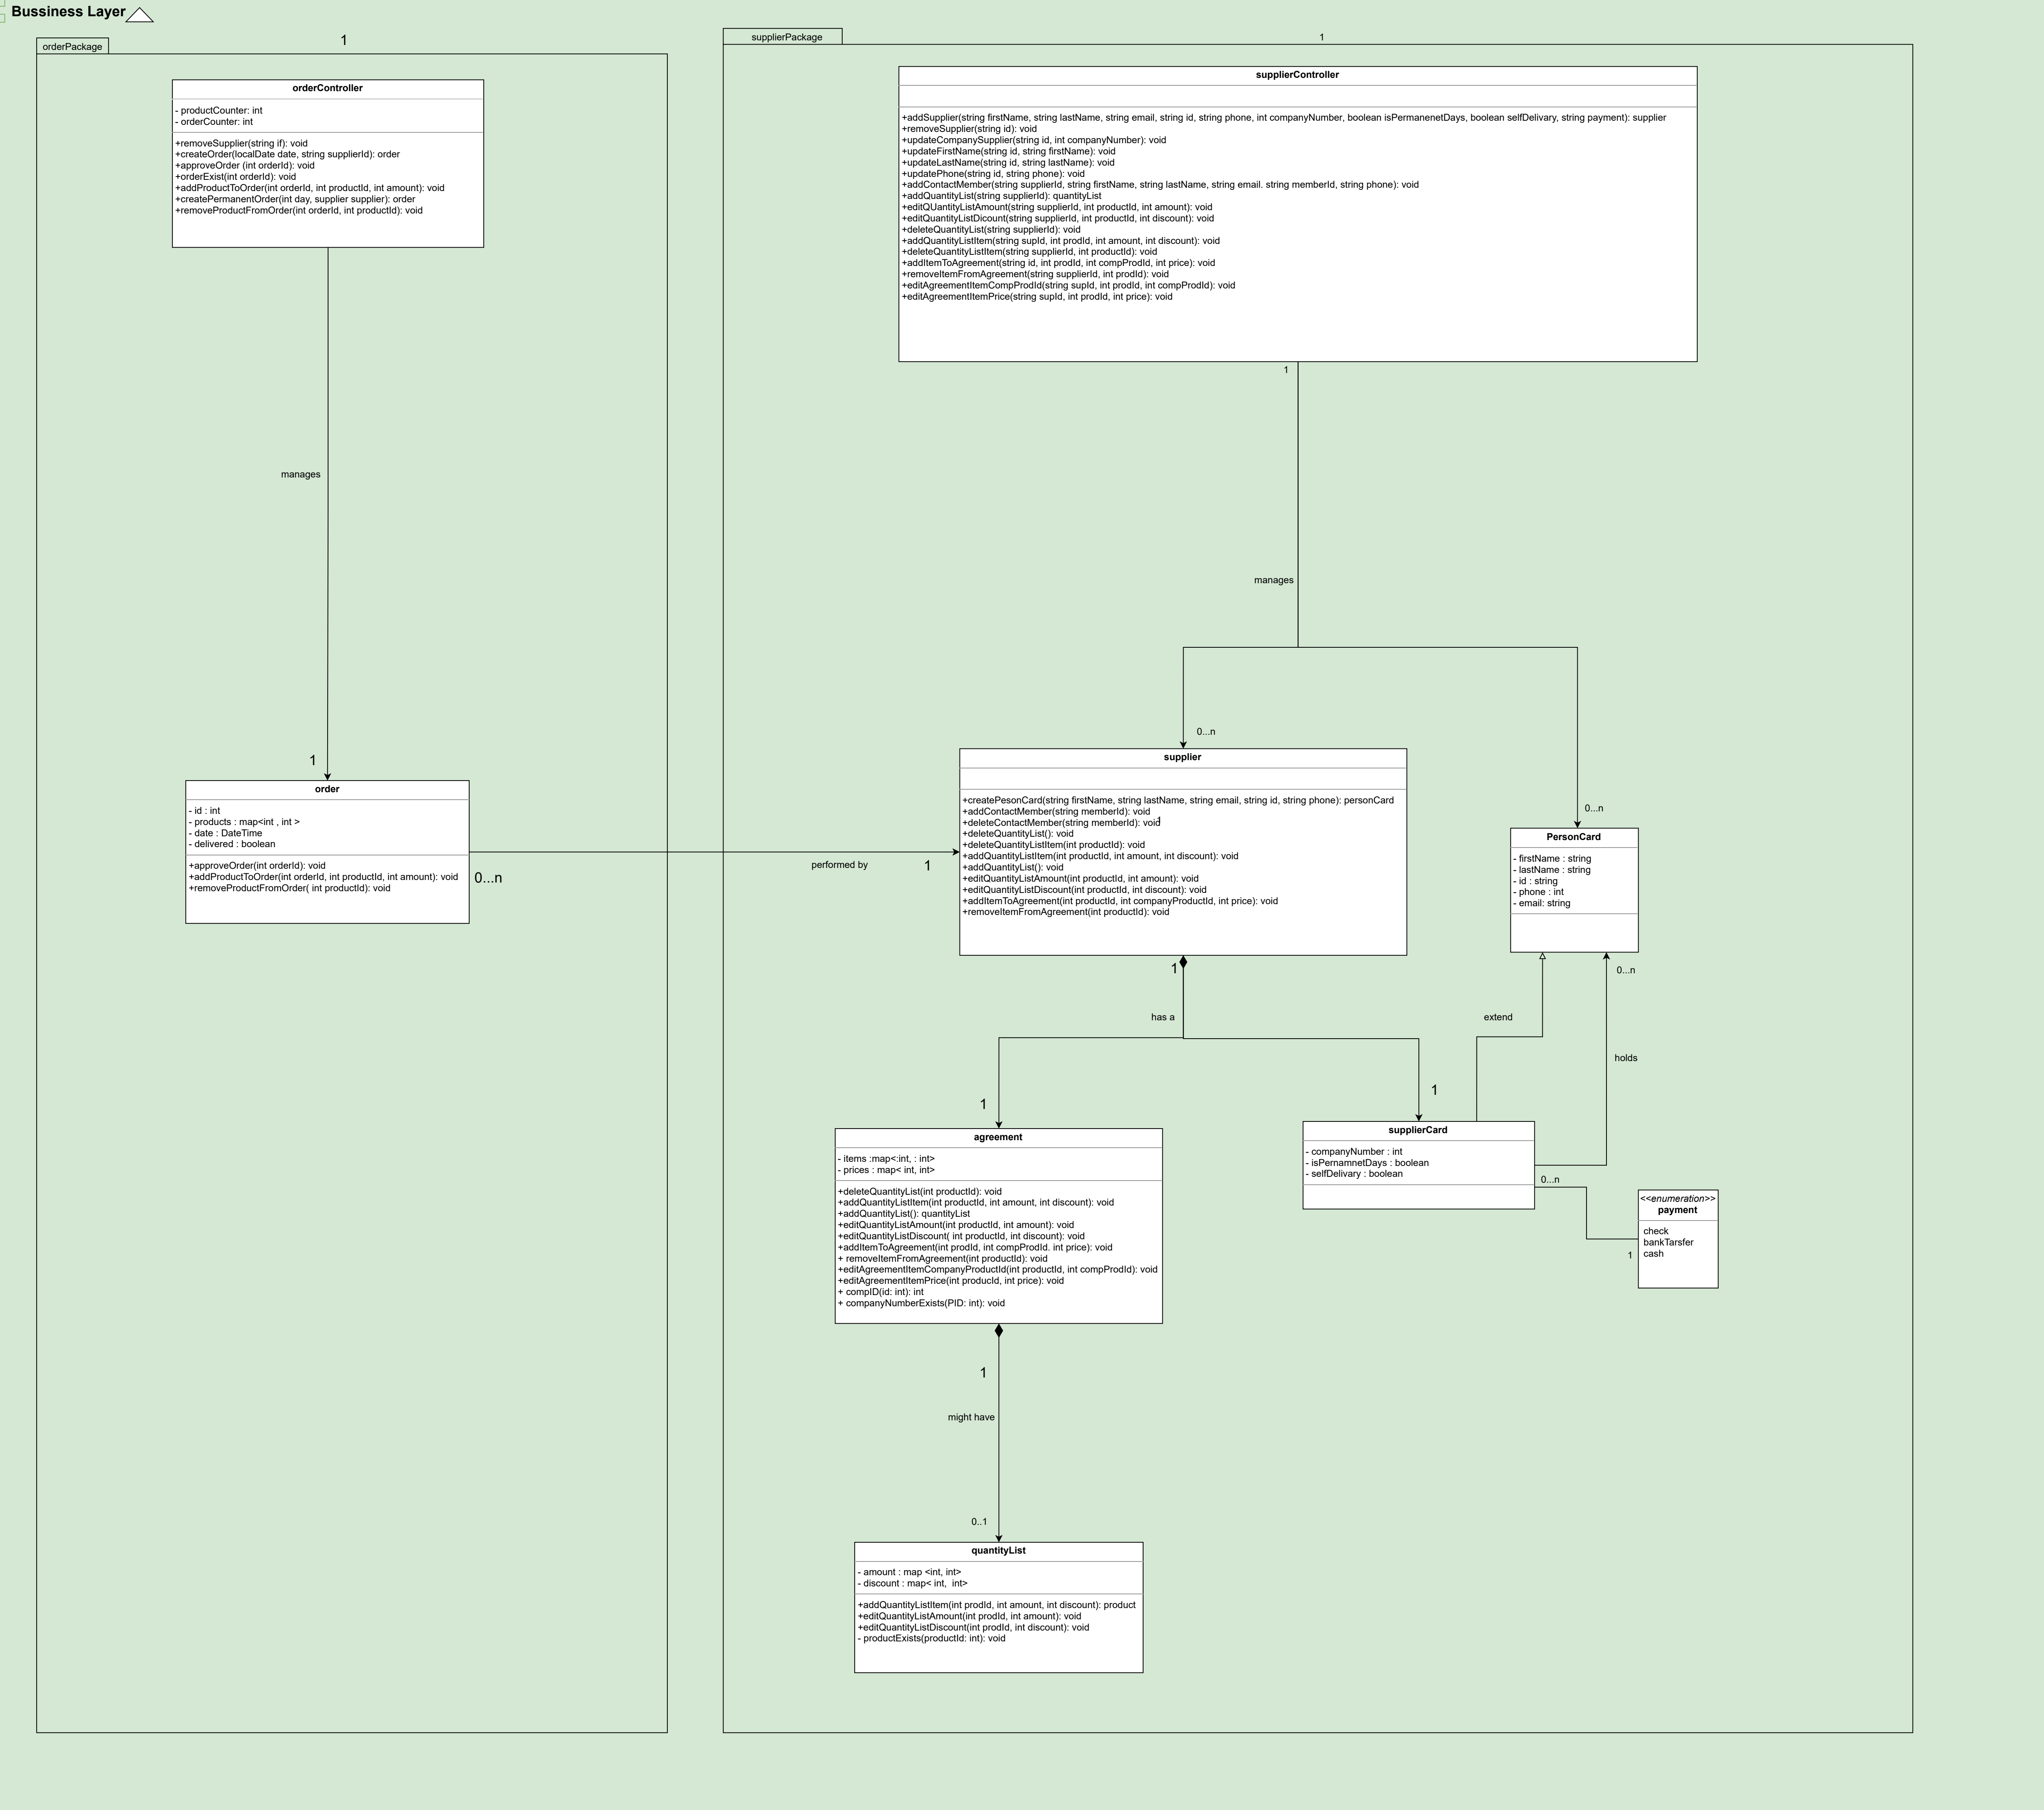 Bussiness Layer
orderPackage
1
orderController
- productCounter: int
- orderCounter: int
+removeSupplier(string if): void
+createOrder(localDate date, string supplierId): order
+approveOrder (int orderId): void
+orderExist(int orderId): void
+addProductToOrder(int orderId, int productId, int amount): void
+createPermanentOrder(int day, supplier supplier): order
+removeProductFromOrder(int orderId, int productId): void
manages
1
order
- id : int
- products : map<int , int >
- date : DateTime
- delivered : boolean
+approveOrder(int orderId): void
+addProductToOrder(int orderId, int productId, int amount): void
+removeProductFromOrder( int productId): void
0...n
performed by
1
supplierPackage
1
supplierController
+addSupplier(string firstName, string lastName, string email, string id, string phone, int companyNumber, boolean isPermanenetDays, boolean selfDelivary, string payment): supplier
+removeSupplier(string id): void
+updateCompanySupplier(string id, int companyNumber): void
+updateFirstName(string id, string firstName): void
+updateLastName(string id, string lastName): void
+updatePhone(string id, string phone): void
+addContactMember(string supplierId, string firstName, string lastName, string email. string memberId, string phone): void
+addQuantityList(string supplierId): quantityList
+editQUantityListAmount(string supplierId, int productId, int amount): void
+editQuantityListDicount(string supplierId, int productId, int discount): void
+deleteQuantityList(string supplierId): void
+addQuantityListItem(string supId, int prodId, int amount, int discount): void
+deleteQuantityListItem(string supplierId, int productId): void
+addItemToAgreement(string id, int prodId, int compProdId, int price): void
+removeItemFromAgreement(string supplierId, int prodId): void
+editAgreementItemCompProdId(string supId, int prodId, int compProdId): void
+editAgreementItemPrice(string supId, int prodId, int price): void
1
manages
0...n
supplier
+createPesonCard(string firstName, string lastName, string email, string id, string phone): personCard
+addContactMember(string memberId): void
+deleteContactMember(string memberId): void
1
+deleteQuantityList(): void
+deleteQuantityListItem(int productId): void
+addQuantityListItem(int productId, int amount, int discount): void
+addQuantityList(): void
+editQuantityListAmount(int productId, int amount): void
+editQuantityListDiscount(int productId, int discount): void
+addItemToAgreement(int productId, int companyProductId, int price): void
+removeItemFromAgreement(int productId): void
0...n
PersonCard
- firstName : string
- lastName : string
- id : string
- phone : int
- email: string
1
has a
extend
0...n
holds
1
1
agreement
- items :map<:int, : int>
- prices : map< int, int>
+deleteQuantityList(int productId): void
+addQuantityListItem(int productId, int amount, int discount): void
+addQuantityList(): quantityList
+editQuantityListAmount(int productId, int amount): void
+editQuantityListDiscount( int productId, int discount): void
+addItemToAgreement(int prodId, int compProdId. int price): void
+ removeItemFromAgreement(int productId): void
+editAgreementItemCompanyProductId(int productId, int compProdId): void
+editAgreementItemPrice(int producId, int price): void
+ compID(id: int): int
+ companyNumberExists(PID: int): void
supplierCard
- companyNumber : int
- isPernamnetDays : boolean
- selfDelivary : boolean
0...n
<<enumeration>>
payment
check
bankTarsfer
cash
1
1
might have
0..1
quantityList
- amount : map <int, int>
- discount : map< int,  int>
+addQuantityListItem(int prodId, int amount, int discount): product
+editQuantityListAmount(int prodId, int amount): void
+editQuantityListDiscount(int prodId, int discount): void
- productExists(productId: int): void